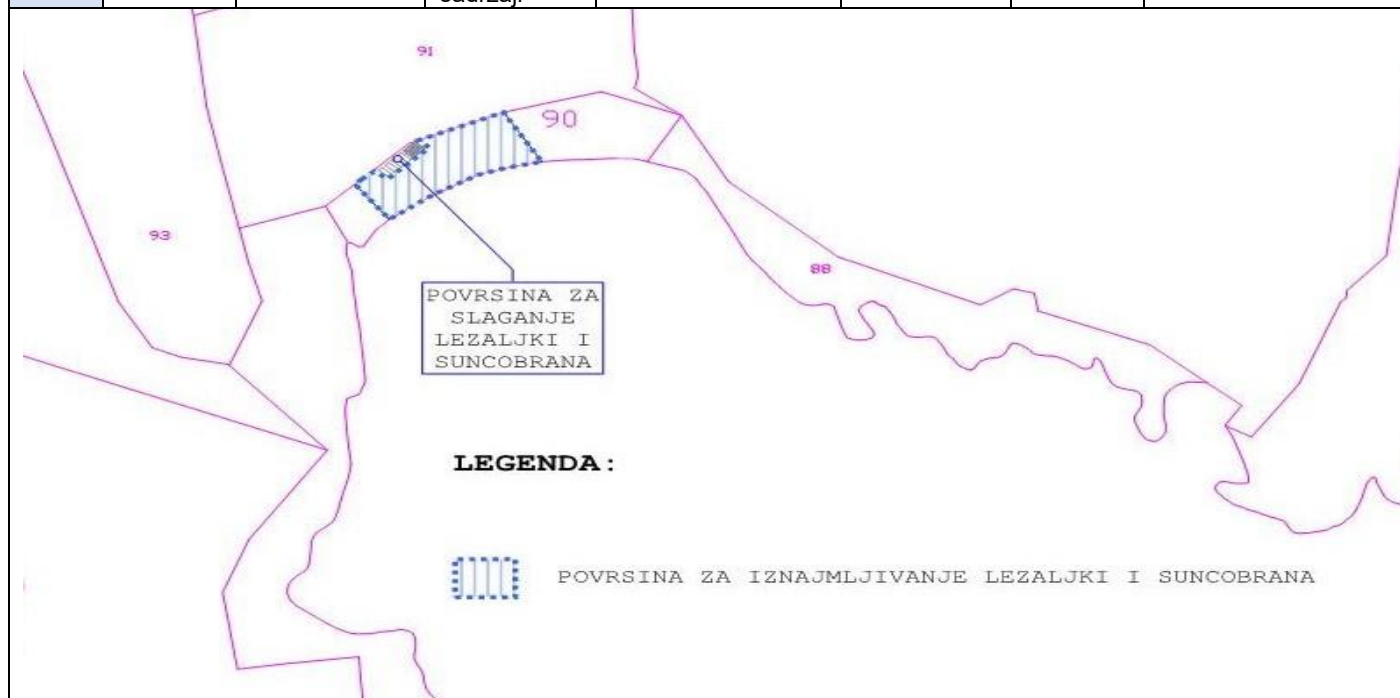 91
90
93
88
POVRSINA ZA
SLAGANJE
LEZALJKI I
SUNCOBRANA
LEGENDA:
POVRSINA ZA IZNAJMLJIVANJE LEZALJKI I SUNCOBRANA